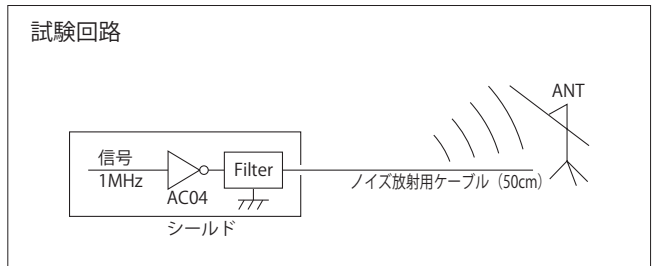 試験回路
ANT
信号
1MHz
Filter
AC04
ノイズ放射用ケーブル（50cm）
シールド